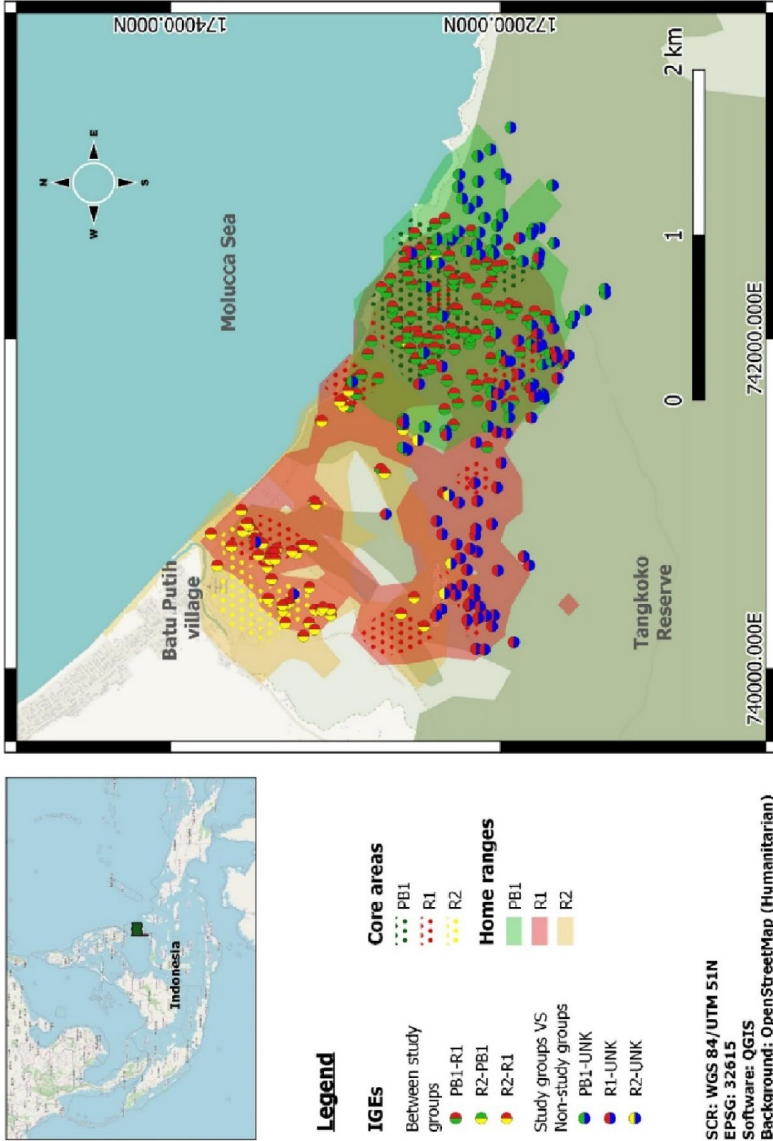 Indonesia
Legend
IGEs
Between study
groups
PB1-R1
R2-PB1
R2-R1
Study groups VS
Non-study groups
PB1-UNK
R1-UNK
R2-UNK
Core areas
PB1
R1
R2
Home ranges
PB1
R1
R2
SCR: WGS 84/UTM 51N
EPSG: 32615
Software: QGIS
Background: OpenStreetMap (Humanitarian)
174000.000N
172000.000N
N
W
E
S
Molucca Sea
Batu Putih
village
Tangkoko
Reserve
0
1
2 km
740000.000E
742000.000E